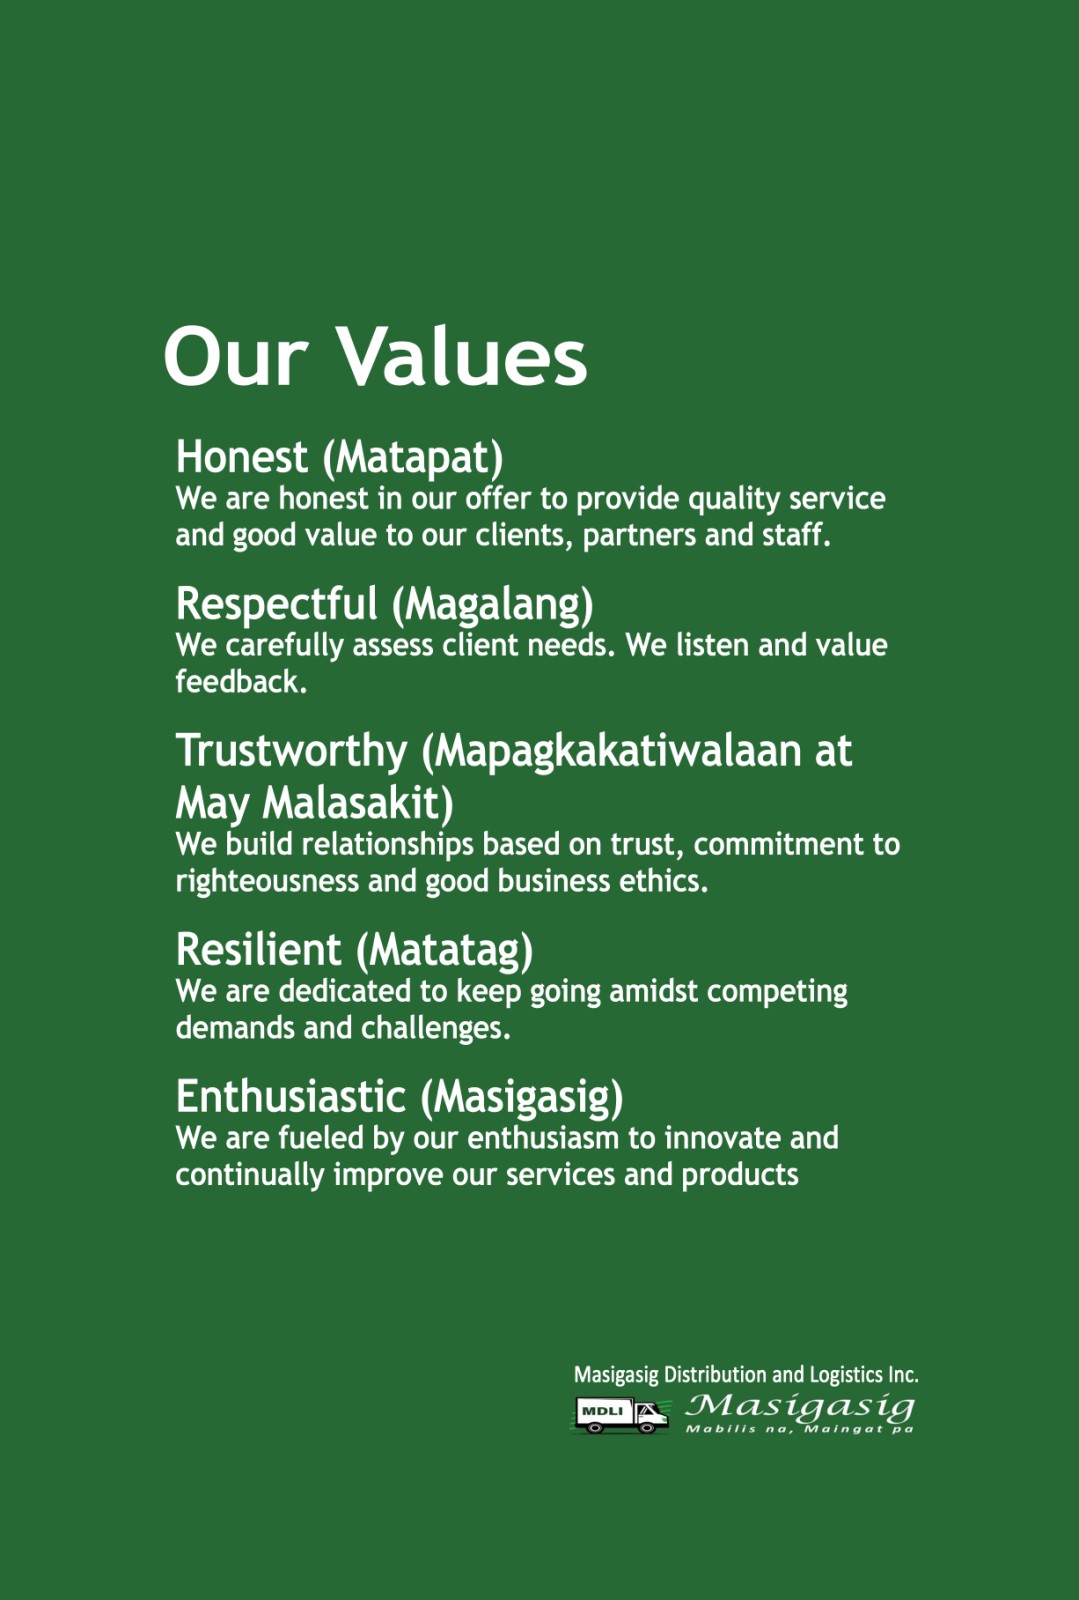 Our Values
Honest (Matapat)
We are honest in our offer to provide quality service
and good value to our clients, partners and staff.
Respectful (Magalang)
We carefully assess client needs. We listen and value
feedback.
Trustworthy (Mapagkakatiwalaan at
May Malasakit)
We build relationships based on trust, commitment to
righteousness and good business ethics.
Resilient (Matatag)
We are dedicated to keep going amidst competing
demands and challenges.
Enthusiastic (Masigasig)
We are fueled by our enthusiasm to innovate and
continually improve our services and products
Masigasig Distribution and Logistics Inc.
MDLI Masigasig
Mabilis na, Maingat pa